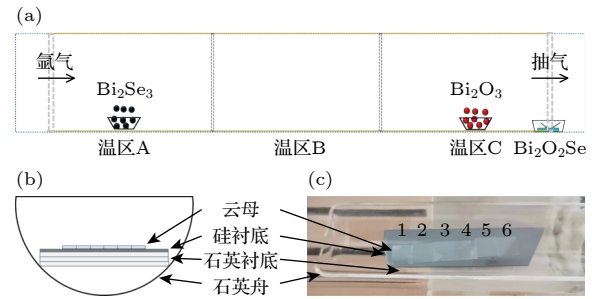 (a)
氩气
抽气
Bi₂Se₃
Bi₂O₃
温区A
温区B
温区C
Bi₂O₂Se
(b)
(c)
云母
硅衬底
石英衬底
石英舟
1 2 3 4 5 6